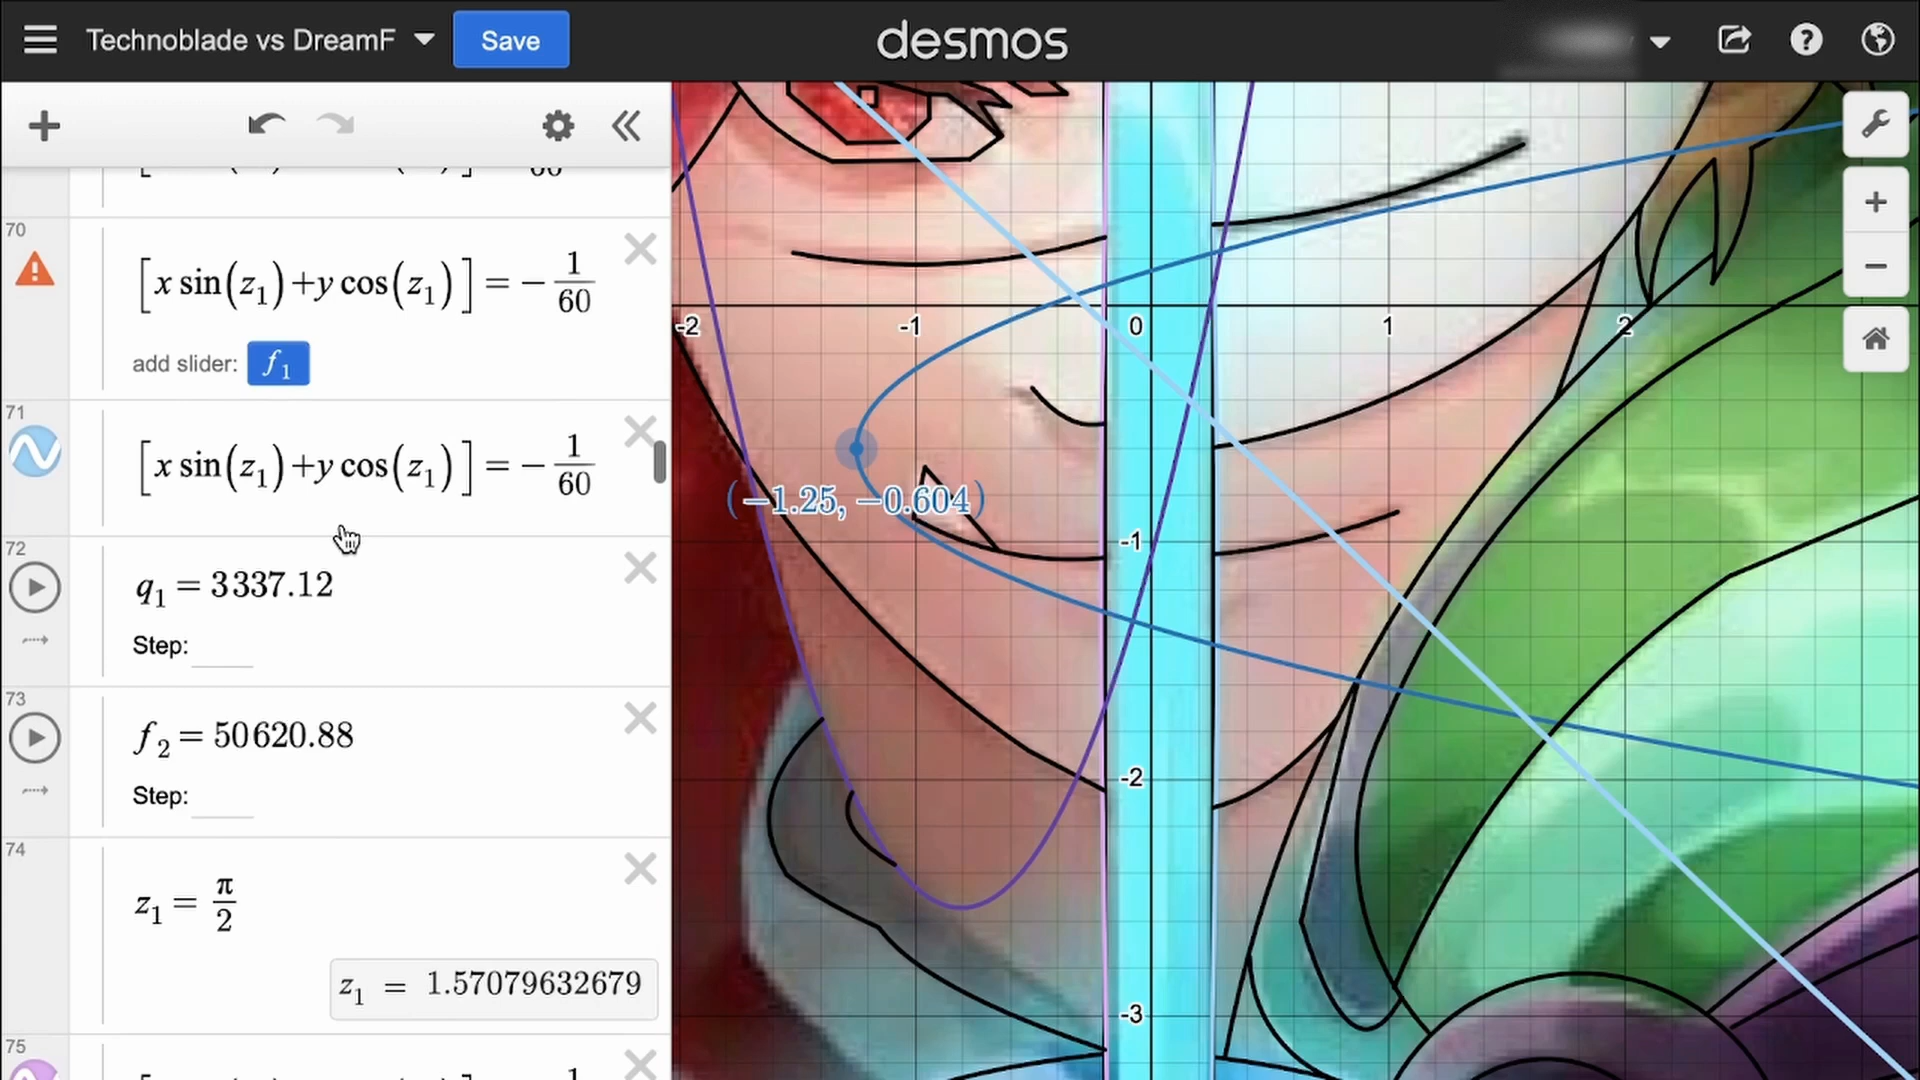 Technoblade vs DreamF
Save
desmos
70
[x sin(z₁)+y cos(z₁)] = − 1/60
add slider: f₁
71
[x sin(z₁)+y cos(z₁)] = − 1/60
72
q₁ = 3337.12
Step:
73
f₂ = 50620.88
Step:
74
z₁ = π/2
z₁ = 1.57079632679
75
-2 -1 0 1 2
(−1.25, −0.604)
-1
-2
-3